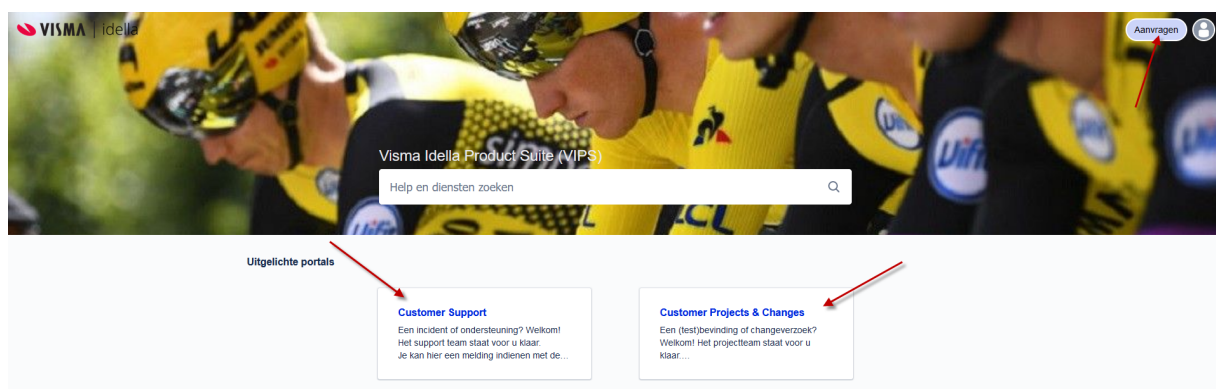 VISMA | idella
Aanvragen
Visma Idella Product Suite (VIPS)
Help en diensten zoeken
Uitgelichte portals
Customer Support
Een incident of ondersteuning? Welkom!
Het support team staat voor u klaar.
Je kan hier een melding indienen met de...
Customer Projects & Changes
Een (test)bevinding of changeverzoek?
Welkom! Het projectteam staat voor u
klaar....